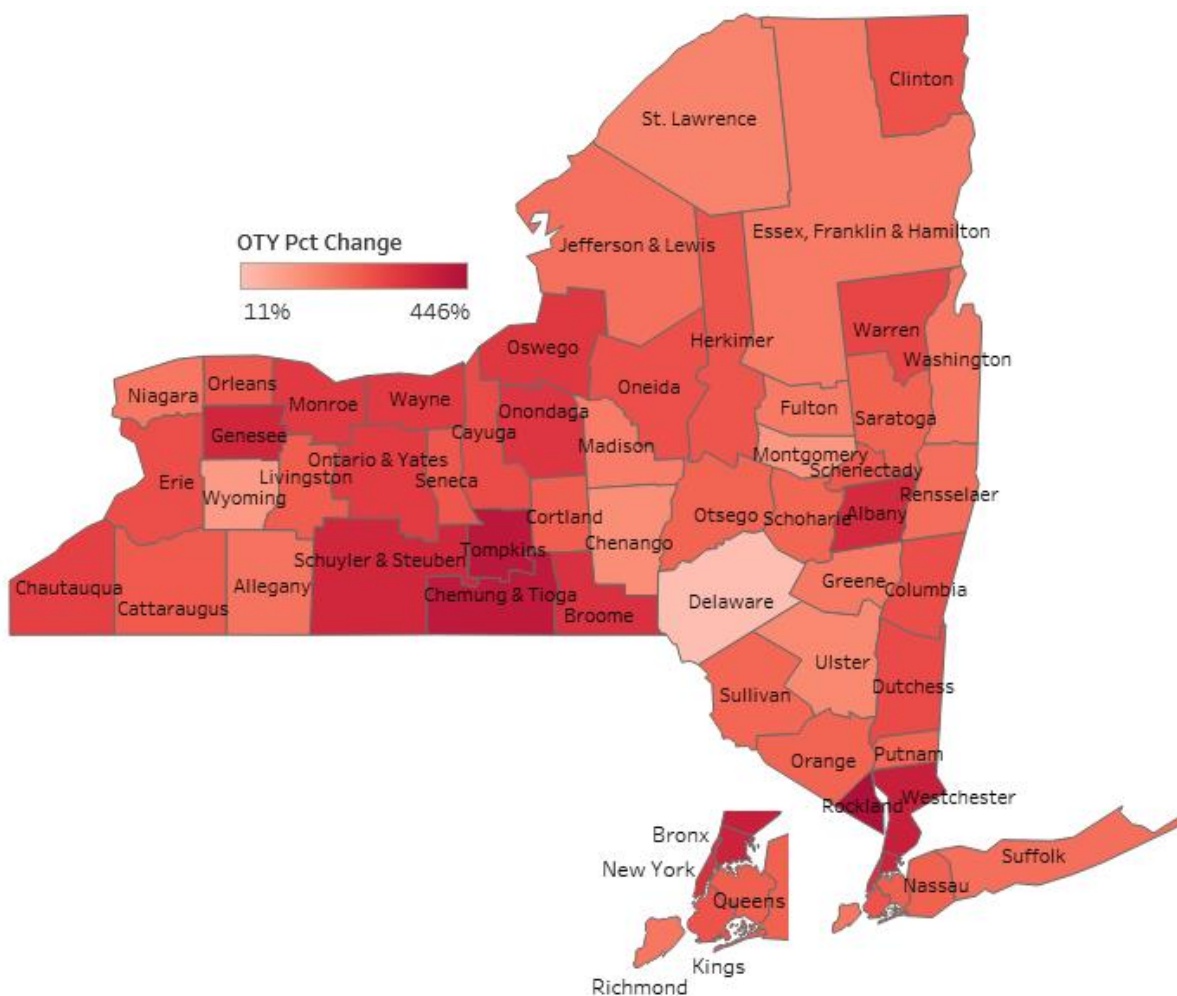 Clinton
St. Lawrence
Essex, Franklin & Hamilton
OTY Pct Change
11% 446%
Jefferson & Lewis
Warren
Herkimer
Oswego
Washington
Oneida
Orleans
Niagara
Monroe
Wayne
Fulton
Onondaga
Saratoga
Genesee
Cayuga
Madison
Montgomery
Ontario & Yates
Schenectady
Livingston
Seneca
Erie
Wyoming
Rensselaer
Cortland
Otsego
Schoharie
Albany
Chenango
Tompkins
Schuyler & Steuben
Greene
Chautauqua
Allegany
Columbia
Chemung & Tioga
Delaware
Cattaraugus
Broome
Ulster
Dutchess
Sullivan
Putnam
Orange
Westchester
Rockland
Bronx
Suffolk
New York
Nassau
Queens
Kings
Richmond